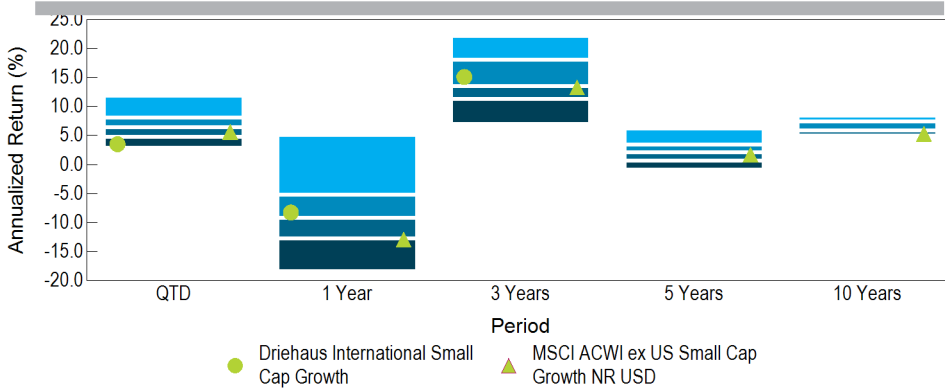 Annualized Return (%)
25.0
20.0
15.0
10.0
5.0
0.0
-5.0
-10.0
-15.0
-20.0
QTD
1 Year
3 Years
5 Years
10 Years
Period
Driehaus International Small
Cap Growth
MSCI ACWI ex US Small Cap
Growth NR USD